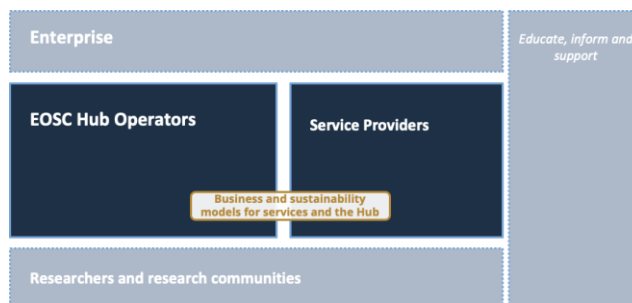 Enterprise
Educate, inform and
support
EOSC Hub Operators
Service Providers
Business and sustainability
models for services and the Hub
Researchers and research communities